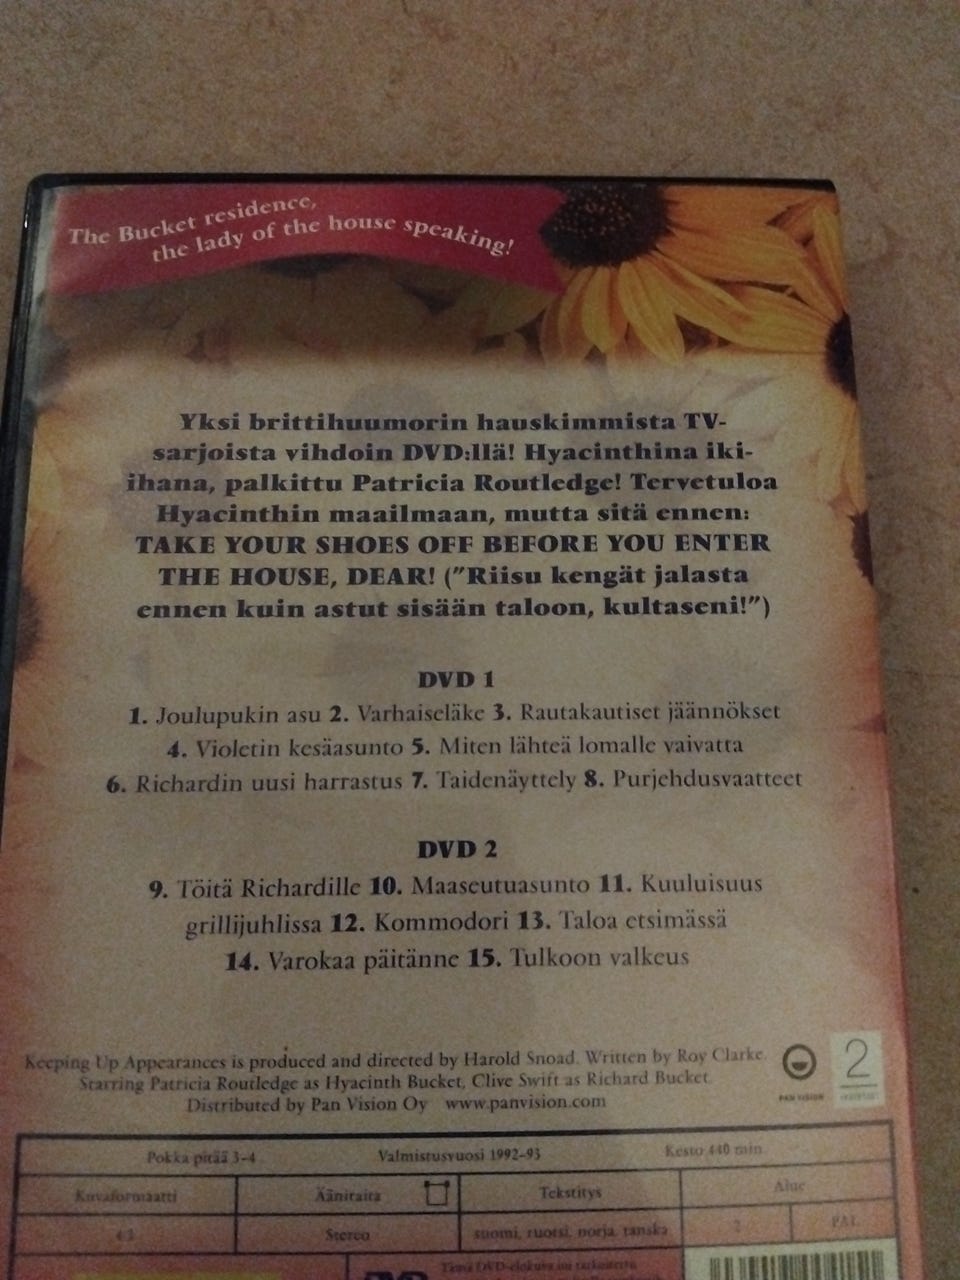 The Bucket residence,
the lady of the house speaking!
Yksi brittihuumorin hauskimmista TV-
sarjoista vihdoin DVD:llä! Hyacinthina iki-
ihana, palkittu Patricia Routledge! Tervetuloa
Hyacinthin maailmaan, mutta sitä ennen:
TAKE YOUR SHOES OFF BEFORE YOU ENTER
THE HOUSE, DEAR! ("Riisu kengät jalasta
ennen kuin astut sisään taloon, kultaseni!")
DVD 1
1. Joulupukin asu 2. Varhaiseläke 3. Rautakautiset jäännökset
4. Violetin kesäasunto 5. Miten lähteä lomalle vaivatta
6. Richardin uusi harrastus 7. Taidenäyttely 8. Purjehdusvaatteet
DVD 2
9. Töitä Richardille 10. Maaseutuasunto 11. Kuuluisuus
grillijuhlissa 12. Kommodori 13. Taloa etsimässä
14. Varokaa päitänne 15. Tulkoon valkeus
Keeping Up Appearances is produced and directed by Harold Snoad. Written by Roy Clarke.
Starring Patricia Routledge as Hyacinth Bucket, Clive Swift as Richard Bucket.
Distributed by Pan Vision Oy www.panvision.com
PAN VISION
2
Pokka pitää 3-4 Valmistusvuosi 1992-93 Kesto 440 min
Kuvaformaatti Ääniraita Tekstitys Alue
4:3 Stereo suomi, ruotsi, norja, tanska 2 PAL
Tämä DVD-elokuva on tarkoitettu